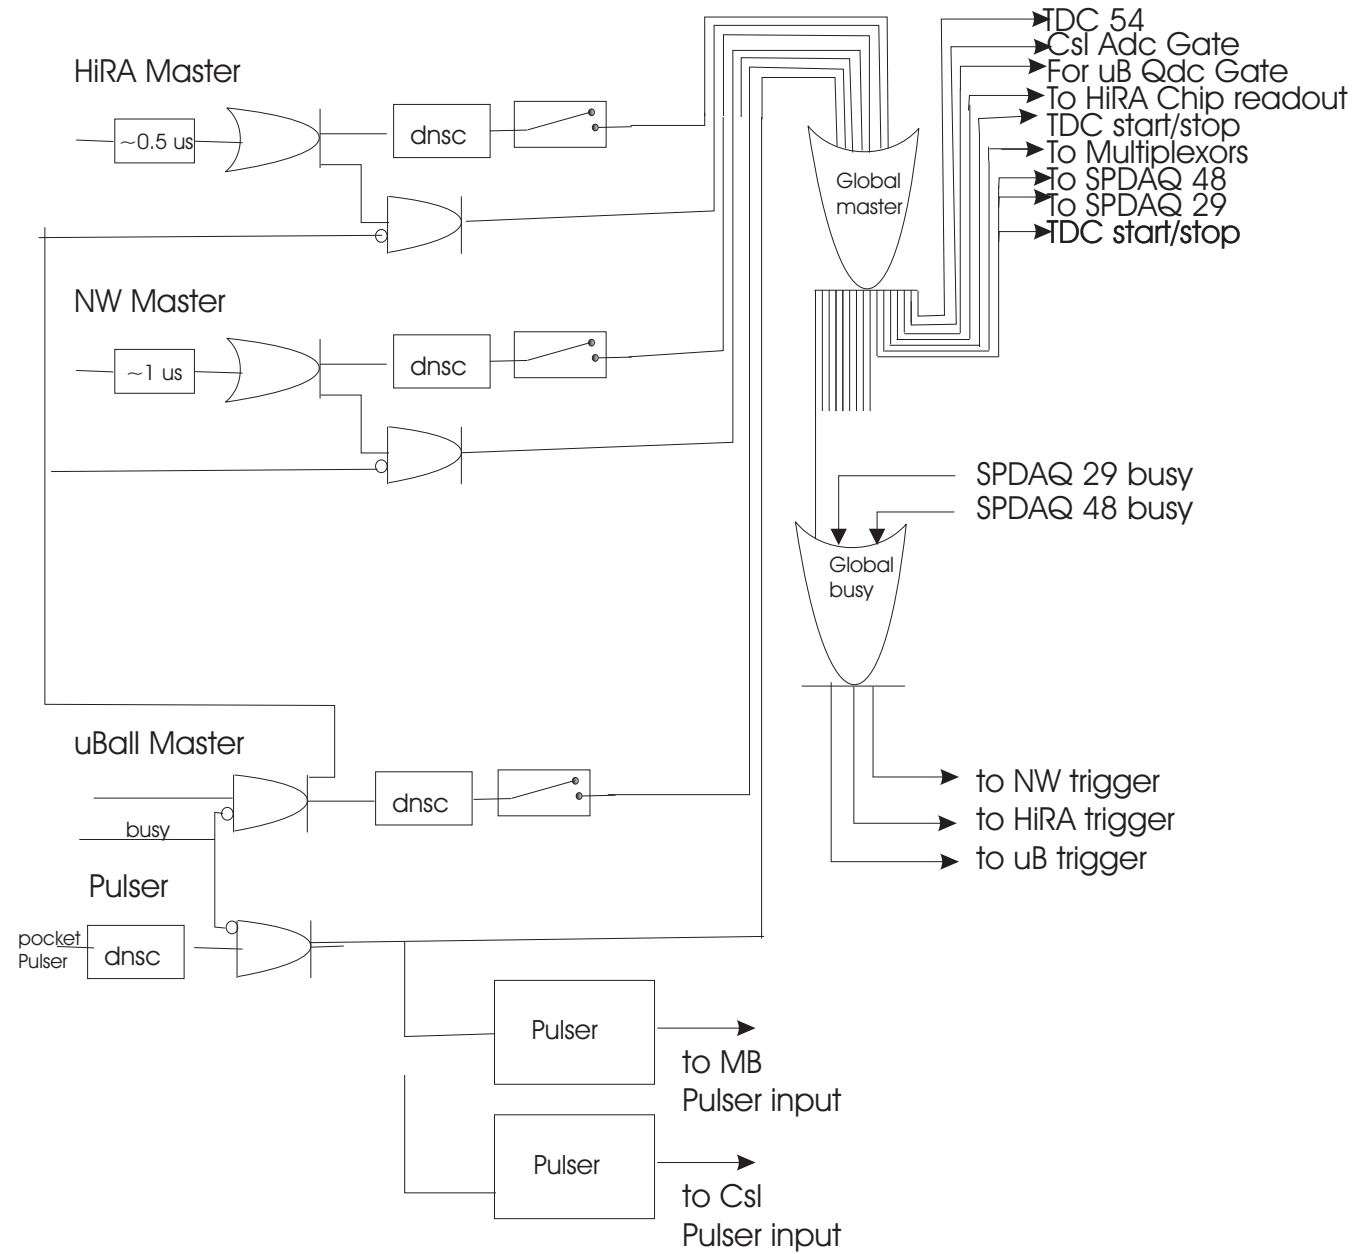 TDC 54
CsI Adc Gate
For uB Qdc Gate
To HiRA Chip readout
TDC start/stop
To Multiplexors
To SPDAQ 48
To SPDAQ 29
TDC start/stop
HiRA Master
~0.5 us
dnsc
Global
master
NW Master
~1 us
dnsc
SPDAQ 29 busy
SPDAQ 48 busy
Global
busy
uBall Master
dnsc
busy
to NW trigger
to HiRA trigger
to uB trigger
Pulser
pocket
Pulser
dnsc
Pulser
to MB
Pulser input
Pulser
to CsI
Pulser input